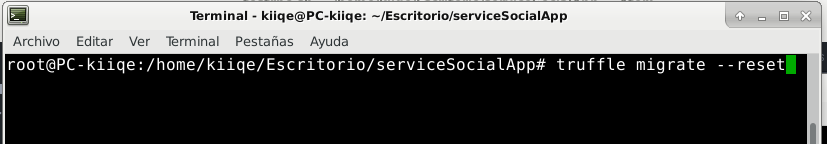 Terminal - kiiqe@PC-kiiqe: ~/Escritorio/serviceSocialApp
Archivo Editar Ver Terminal Pestañas Ayuda
root@PC-kiiqe:/home/kiiqe/Escritorio/serviceSocialApp# truffle migrate --reset